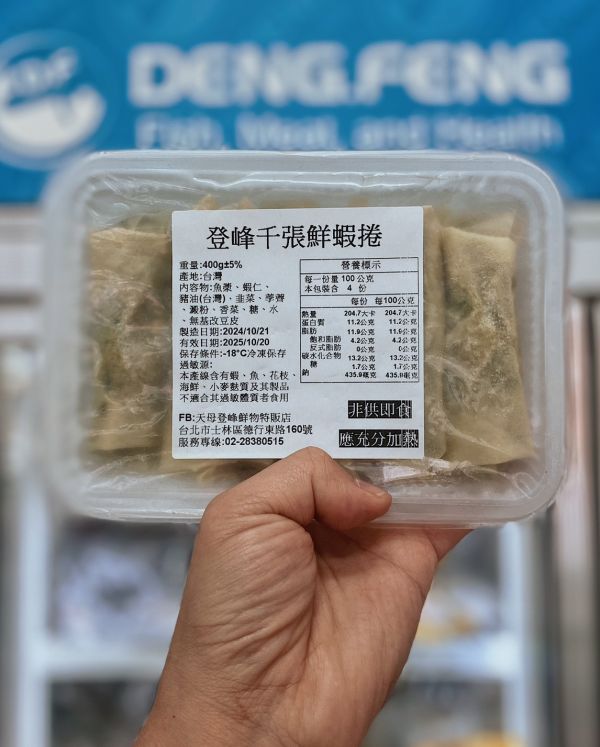 DENG.FENG
Fish, Meat, and Health
登峰千張鮮蝦捲
重量:400g±5%
產地:台灣
內容物:魚漿、蝦仁、
豬油(台灣)、韭菜、荸薺
、澱粉、香菜、糖、水
、無基改豆皮
製造日期:2024/10/21
有效日期:2025/10/20
保存條件:-18°C冷凍保存
過敏源:
本產線含有蝦、魚、花枝、
海鮮、小麥麩質及其製品
不適合其過敏體質者食用
FB:天母登峰鮮物特販店
台北市士林區德行東路160號
服務專線:02-28380515
營養標示
每一份量 100 公克
本包裝含 4 份
每份 每100公克
熱量 204.7大卡 204.7大卡
蛋白質 11.2公克 11.2公克
脂肪 11.9公克 11.9公克
飽和脂肪 4.2公克 4.2公克
反式脂肪 0公克 0公克
碳水化合物 13.2公克 13.2公克
糖 1.7公克 1.7公克
鈉 435.9毫克 435.9毫克
非供即食
應充分加熱